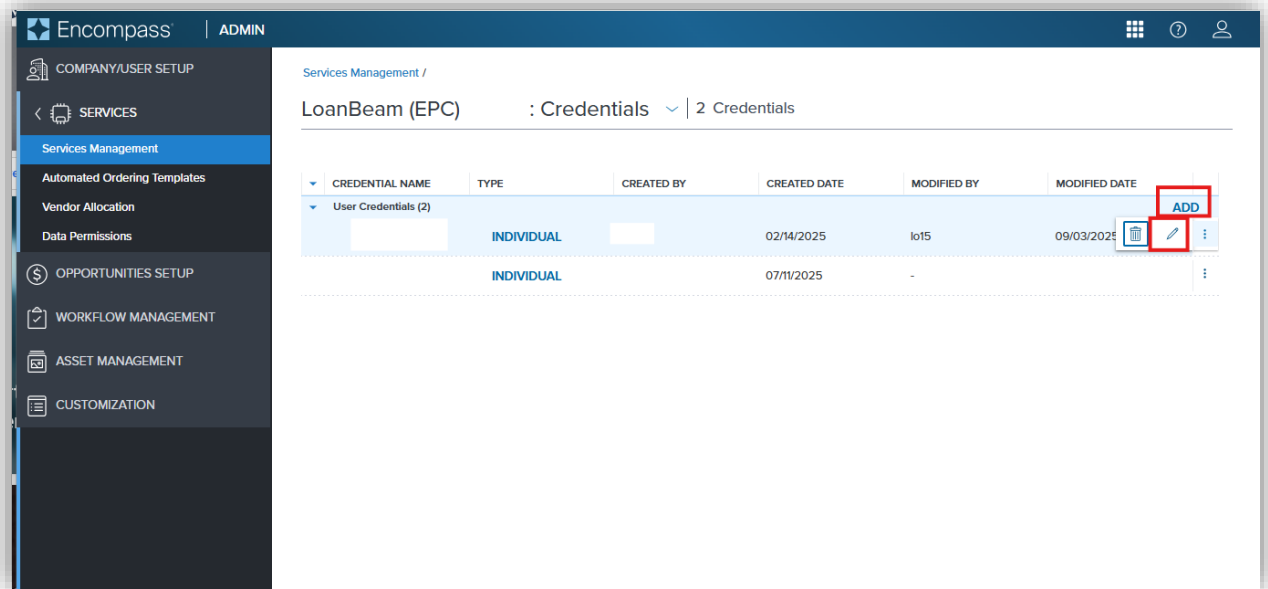 Encompass | ADMIN
COMPANY/USER SETUP
SERVICES
Services Management
Automated Ordering Templates
Vendor Allocation
Data Permissions
OPPORTUNITIES SETUP
WORKFLOW MANAGEMENT
ASSET MANAGEMENT
CUSTOMIZATION
Services Management /
LoanBeam (EPC) : Credentials | 2 Credentials
CREDENTIAL NAME TYPE CREATED BY CREATED DATE MODIFIED BY MODIFIED DATE
User Credentials (2) ADD
INDIVIDUAL 02/14/2025 lo15 09/03/2025
INDIVIDUAL 07/11/2025 -